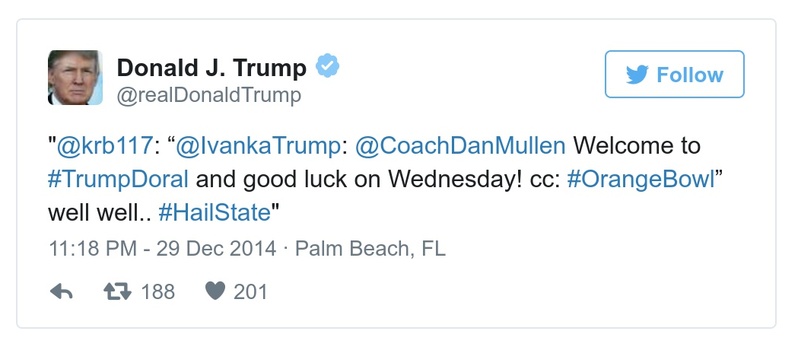 Donald J. Trump
Follow
@realDonaldTrump
"@krb117: “@IvankaTrump: @CoachDanMullen Welcome to
#TrumpDoral and good luck on Wednesday! cc: #OrangeBowl”
well well.. #HailState"
11:18 PM - 29 Dec 2014 · Palm Beach, FL
188 201